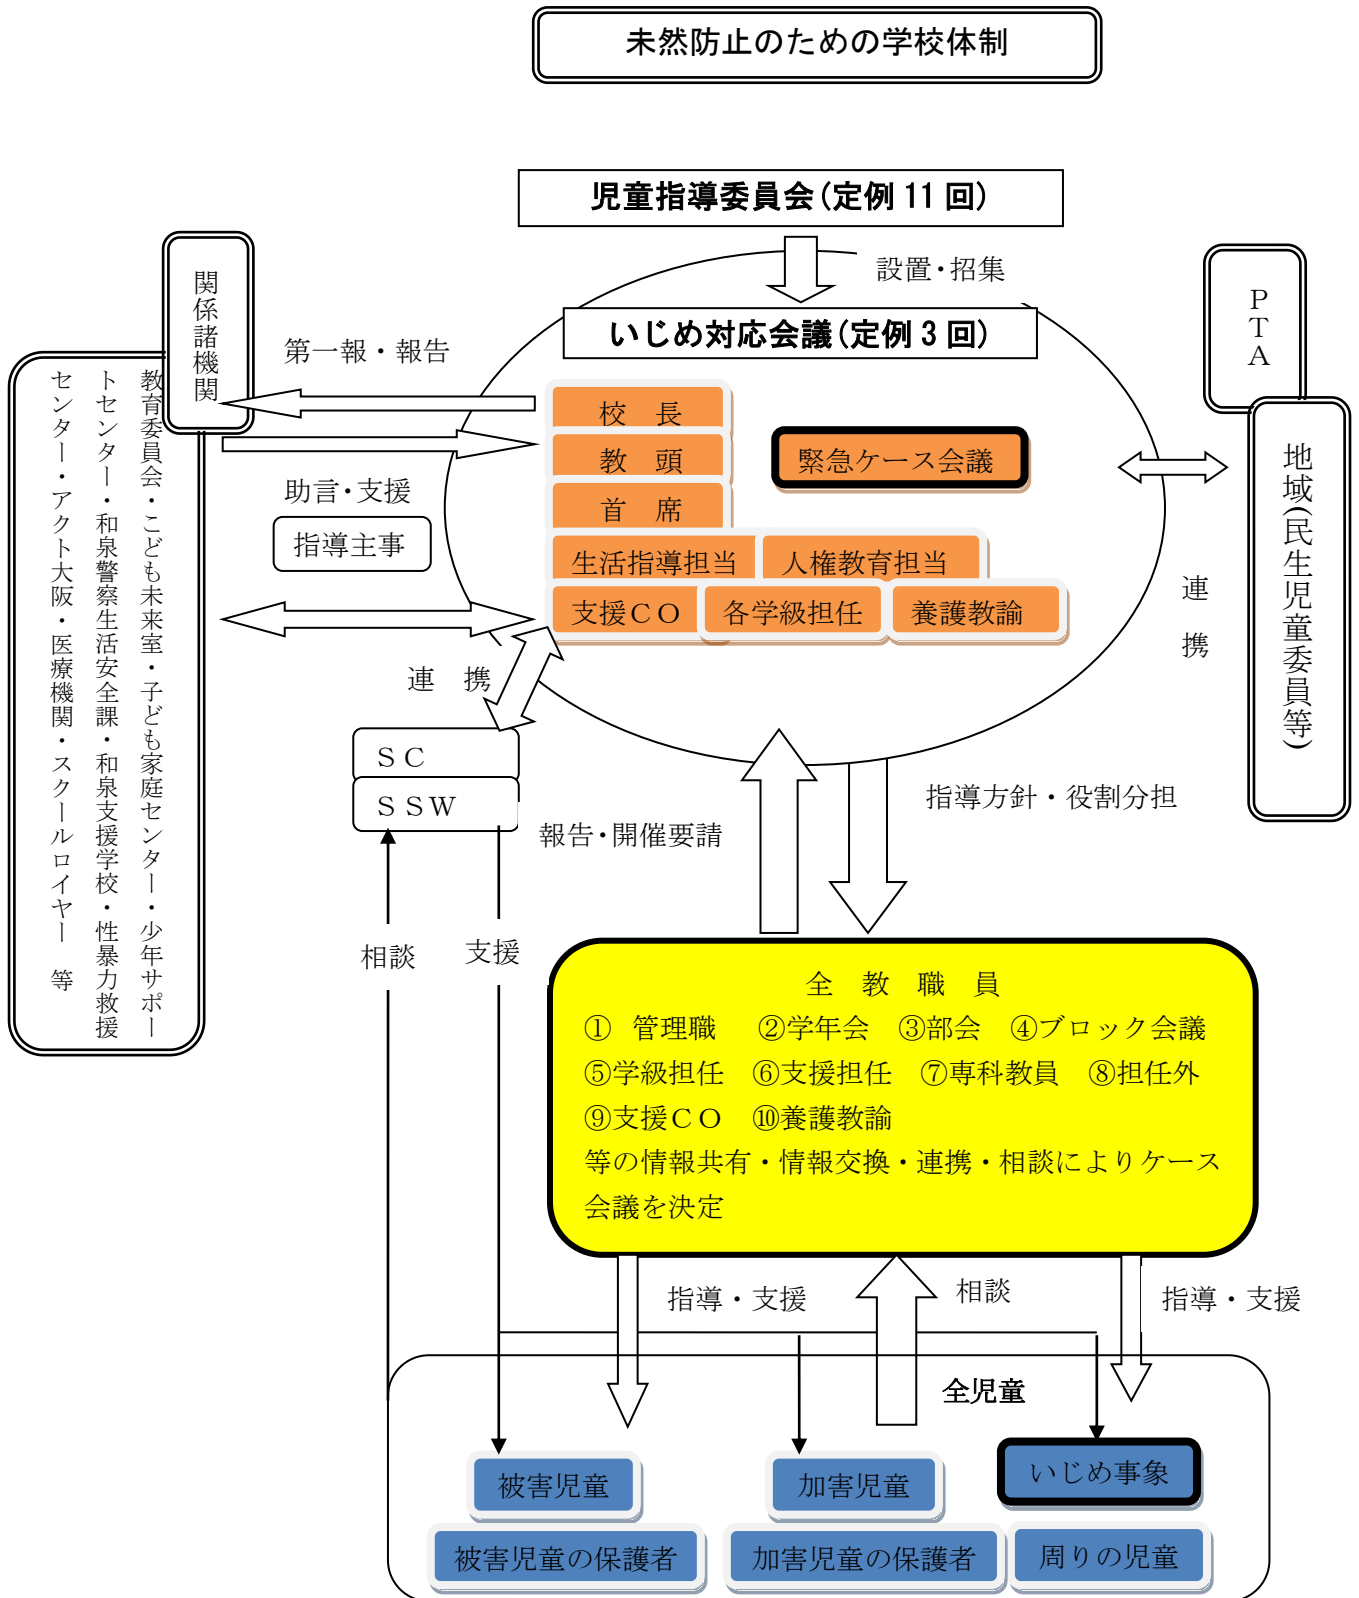 未然防止のための学校体制
児童指導委員会(定例 11 回)
設置・招集
いじめ対応会議(定例 3 回)
関係諸機関
教育委員会・こども未来室・子ども家庭センター・少年サポー
トセンター・和泉警察生活安全課・和泉支援学校・性暴力救援
センター・アクト大阪・医療機関・スクールロイヤー 等
第一報・報告
助言・支援
指導主事
校 長
教 頭
首 席
緊急ケース会議
生活指導担当
人権教育担当
支援CO
各学級担任
養護教諭
PTA
地域(民生児童委員等)
連携
連 携
SC
SSW
報告・開催要請
指導方針・役割分担
相談
支援
全 教 職 員
① 管理職 ②学年会 ③部会 ④ブロック会議
⑤学級担任 ⑥支援担任 ⑦専科教員 ⑧担任外
⑨支援CO ⑩養護教諭
等の情報共有・情報交換・連携・相談によりケース
会議を決定
指導・支援
相談
指導・支援
全児童
被害児童
加害児童
いじめ事象
被害児童の保護者
加害児童の保護者
周りの児童